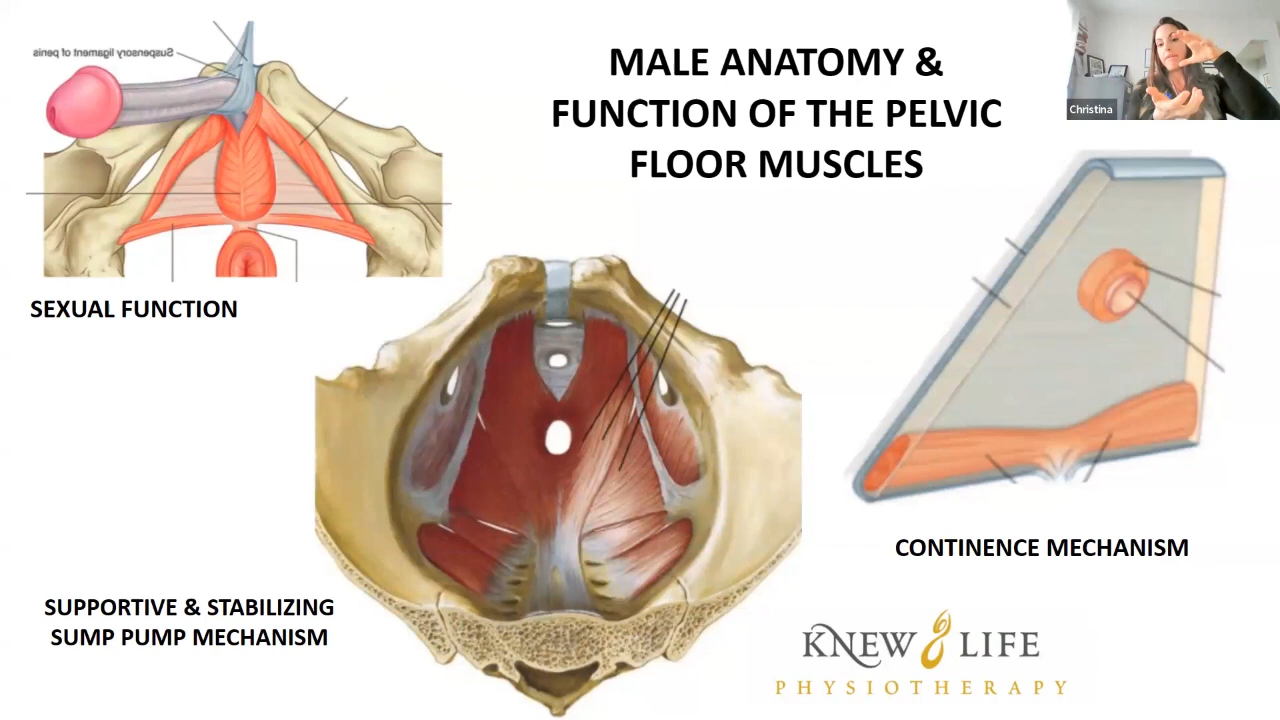 Suspensory ligament of penis
MALE ANATOMY &
FUNCTION OF THE PELVIC
FLOOR MUSCLES
Christina
SEXUAL FUNCTION
CONTINENCE MECHANISM
SUPPORTIVE & STABILIZING
SUMP PUMP MECHANISM
KNEW LIFE
PHYSIOTHERAPY